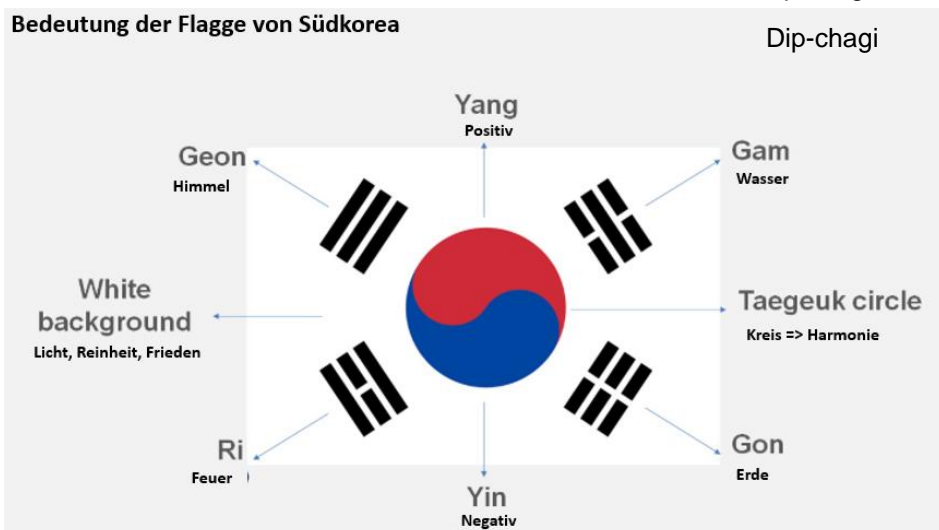 Bedeutung der Flagge von Südkorea
Dip-chagi
Yang
Positiv
Geon
Himmel
Gam
Wasser
White
background
Licht, Reinheit, Frieden
Taegeuk circle
Kreis => Harmonie
Ri
Feuer
Gon
Erde
Yin
Negativ